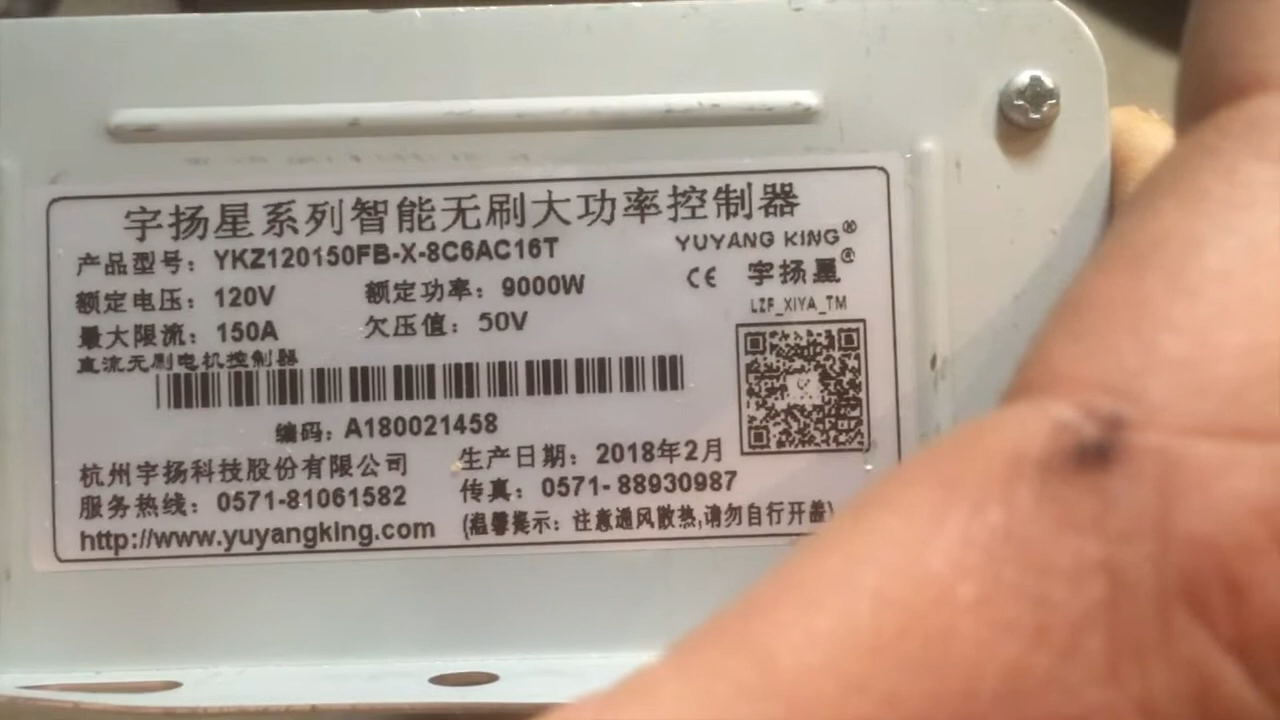 宇扬星系列智能无刷大功率控制器
产品型号：YKZ120150FB-X-8C6AC16T
YUYANG KING®
额定电压：120V 额定功率：9000W
CE 宇扬星®
最大限流：150A 欠压值：50V
LZF_XIYA_TM
直流无刷电机控制器
编码：A180021458
杭州宇扬科技股份有限公司 生产日期：2018年2月
服务热线：0571-81061582 传真：0571-88930987
http://www.yuyangking.com (温馨提示：注意通风散热,请勿自行开盖)